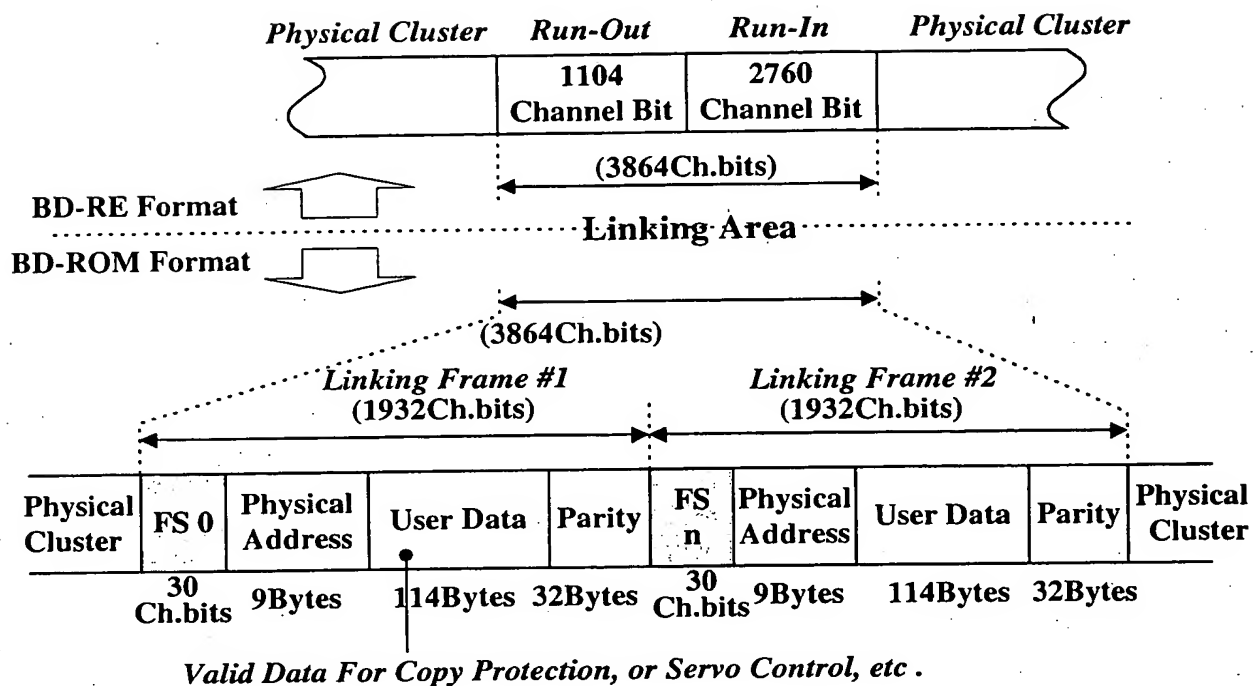 Physical Cluster Run-Out Run-In Physical Cluster
1104 Channel Bit 2760 Channel Bit
(3864Ch.bits)
BD-RE Format
Linking Area
BD-ROM Format
(3864Ch.bits)
Linking Frame #1 Linking Frame #2
(1932Ch.bits) (1932Ch.bits)
Physical Cluster FS 0 Physical Address User Data Parity FS n Physical Address User Data Parity Physical Cluster
30 Ch.bits 9Bytes 114Bytes 32Bytes 30 Ch.bits 9Bytes 114Bytes 32Bytes
Valid Data For Copy Protection, or Servo Control, etc .